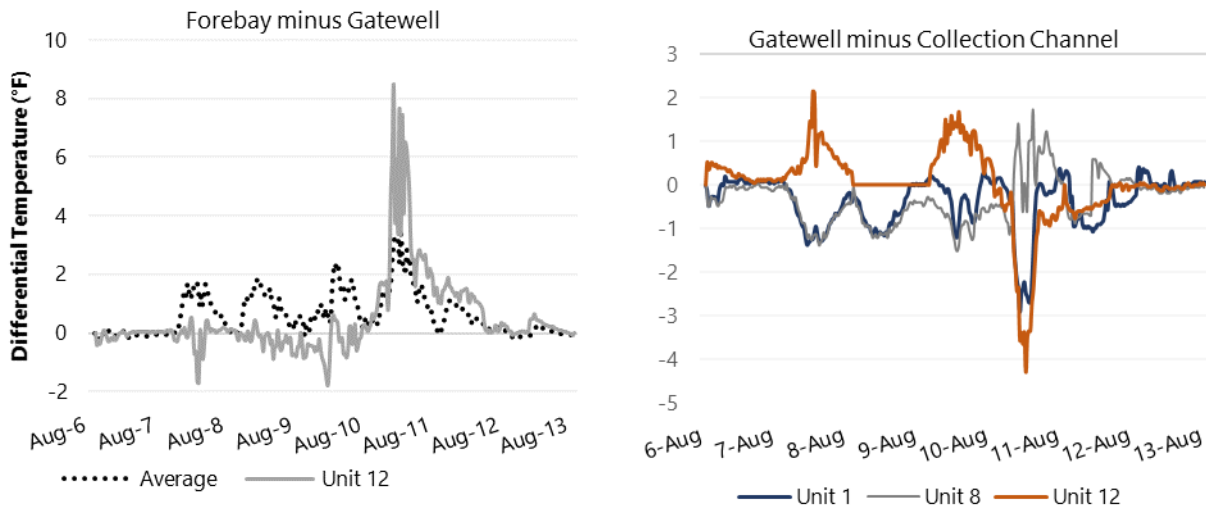 Forebay minus Gatewell
Differential Temperature (°F)
10
8
6
4
2
0
-2
Aug-6 Aug-7 Aug-8 Aug-9 Aug-10 Aug-11 Aug-12 Aug-13
Average Unit 12
Gatewell minus Collection Channel
3
2
1
0
-1
-2
-3
-4
-5
6-Aug 7-Aug 8-Aug 9-Aug 10-Aug 11-Aug 12-Aug 13-Aug
Unit 1 Unit 8 Unit 12